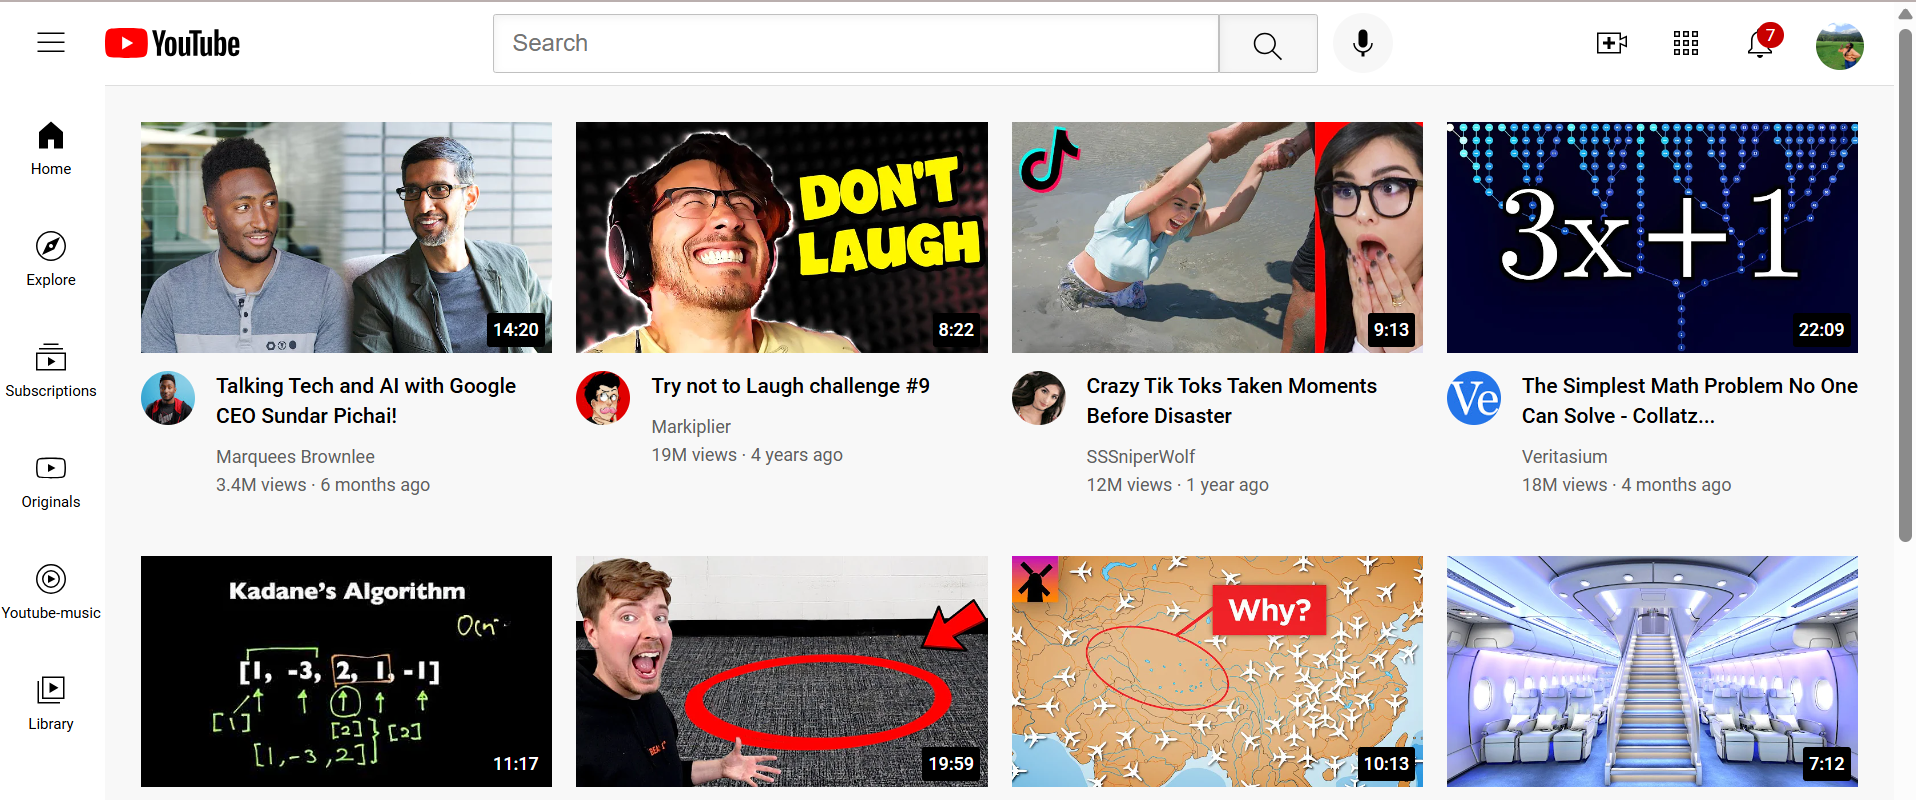 YouTube
Search
7
Home
Explore
Subscriptions
Originals
Youtube-music
Library
DON'T
LAUGH
3x+1
14:20
8:22
9:13
22:09
Talking Tech and AI with Google
CEO Sundar Pichai!
Marquees Brownlee
3.4M views · 6 months ago
Try not to Laugh challenge #9
Markiplier
19M views · 4 years ago
Crazy Tik Toks Taken Moments
Before Disaster
SSSniperWolf
12M views · 1 year ago
Ve
The Simplest Math Problem No One
Can Solve - Collatz...
Veritasium
18M views · 4 months ago
Kadane's Algorithm
[1, -3, 2, 1, -1]
[1]
[2]
[2]
[1,-3,2]
11:17
19:59
Why?
10:13
7:12